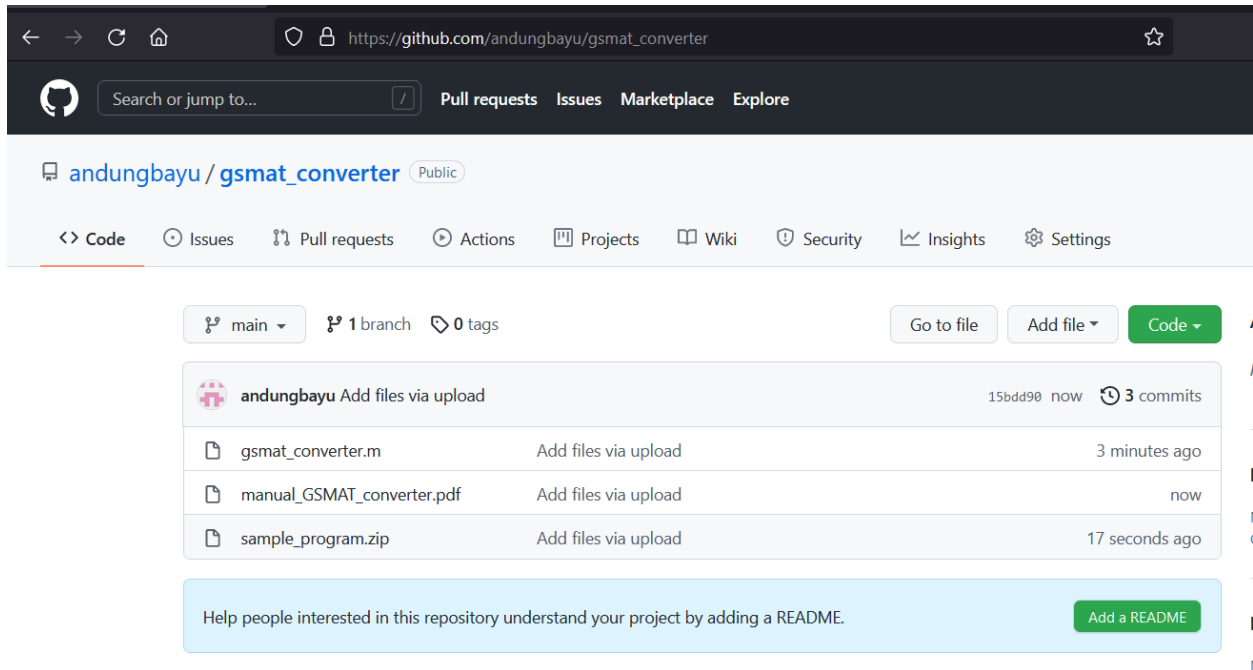 https://github.com/andungbayu/gsmat_converter
Search or jump to... / Pull requests Issues Marketplace Explore
andungbayu / gsmat_converter Public
<> Code Issues Pull requests Actions Projects Wiki Security Insights Settings
main 1 branch 0 tags Go to file Add file Code
andungbayu Add files via upload 15bdd90 now 3 commits
gsmat_converter.m Add files via upload 3 minutes ago
manual_GSMAT_converter.pdf Add files via upload now
sample_program.zip Add files via upload 17 seconds ago
Help people interested in this repository understand your project by adding a README. Add a README